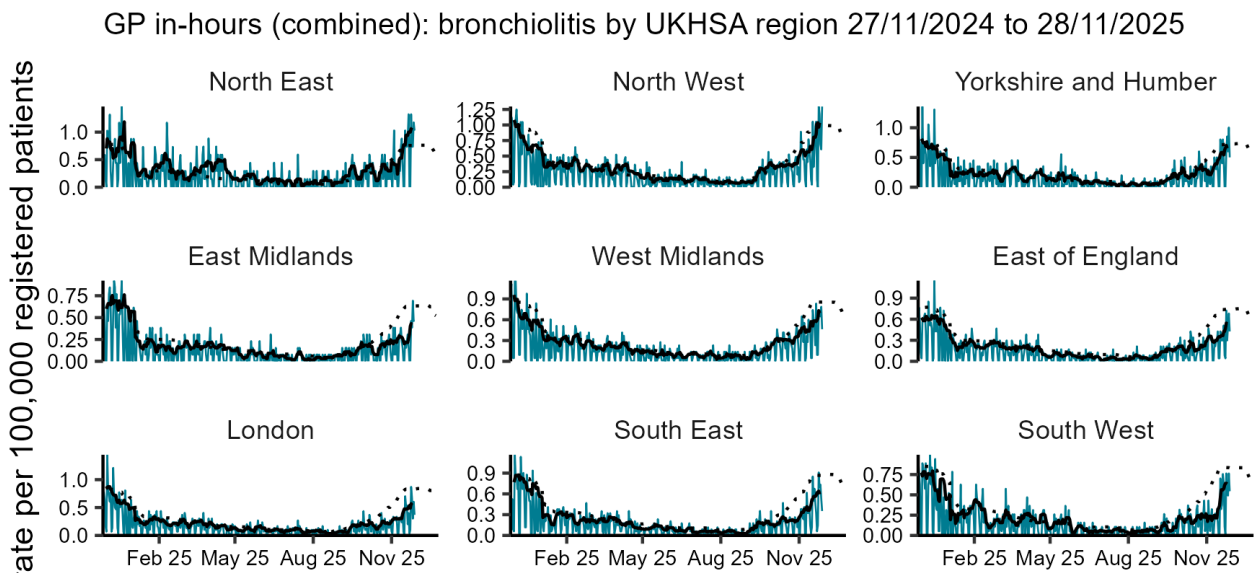 GP in-hours (combined): bronchiolitis by UKHSA region 27/11/2024 to 28/11/2025
rate per 100,000 registered patients
North East
North West
Yorkshire and Humber
1.0
0.5
0.0
1.25
1.00
0.75
0.50
0.25
0.00
1.0
0.5
0.0
East Midlands
West Midlands
East of England
0.75
0.50
0.25
0.00
0.9
0.6
0.3
0.0
0.9
0.6
0.3
0.0
London
South East
South West
1.0
0.5
0.0
0.9
0.6
0.3
0.0
0.75
0.50
0.25
0.00
Feb 25 May 25 Aug 25 Nov 25
Feb 25 May 25 Aug 25 Nov 25
Feb 25 May 25 Aug 25 Nov 25